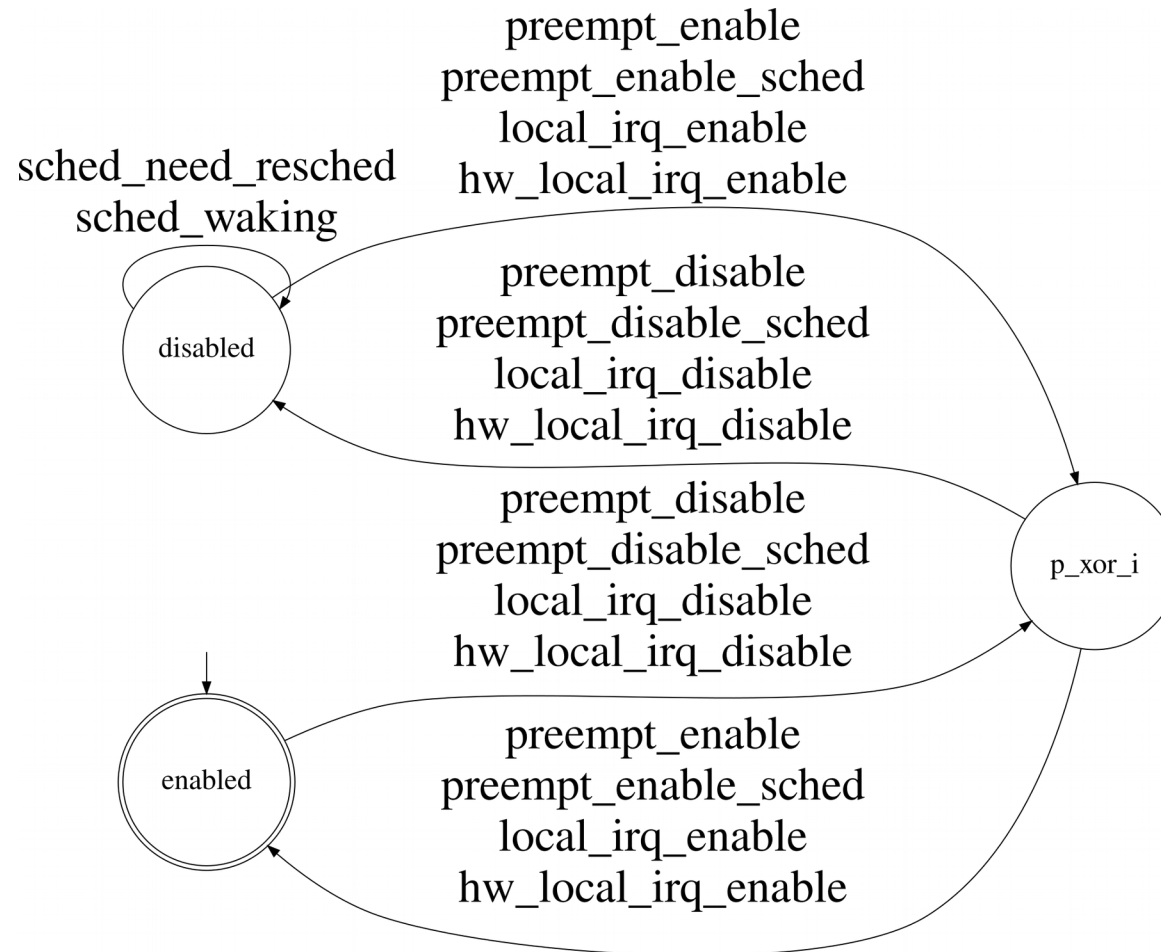 preempt_enable
preempt_enable_sched
local_irq_enable
hw_local_irq_enable
sched_need_resched
sched_waking
preempt_disable
preempt_disable_sched
local_irq_disable
hw_local_irq_disable
disabled
preempt_disable
preempt_disable_sched
local_irq_disable
hw_local_irq_disable
p_xor_i
preempt_enable
preempt_enable_sched
local_irq_enable
hw_local_irq_enable
enabled